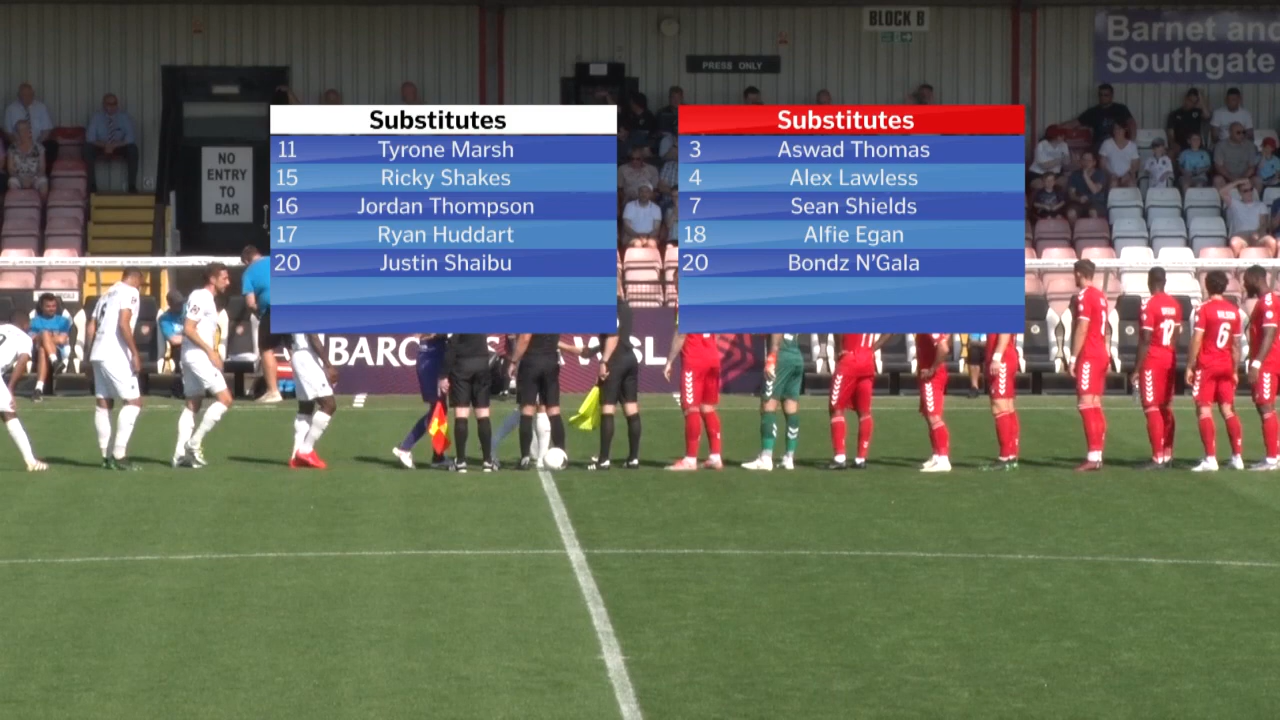 BLOCK B
Barnet and
Southgate
PRESS ONLY
NO
ENTRY
TO
BAR
Substitutes
11 Tyrone Marsh
15 Ricky Shakes
16 Jordan Thompson
17 Ryan Huddart
20 Justin Shaibu
Substitutes
3 Aswad Thomas
4 Alex Lawless
7 Sean Shields
18 Alfie Egan
20 Bondz N'Gala
10
6